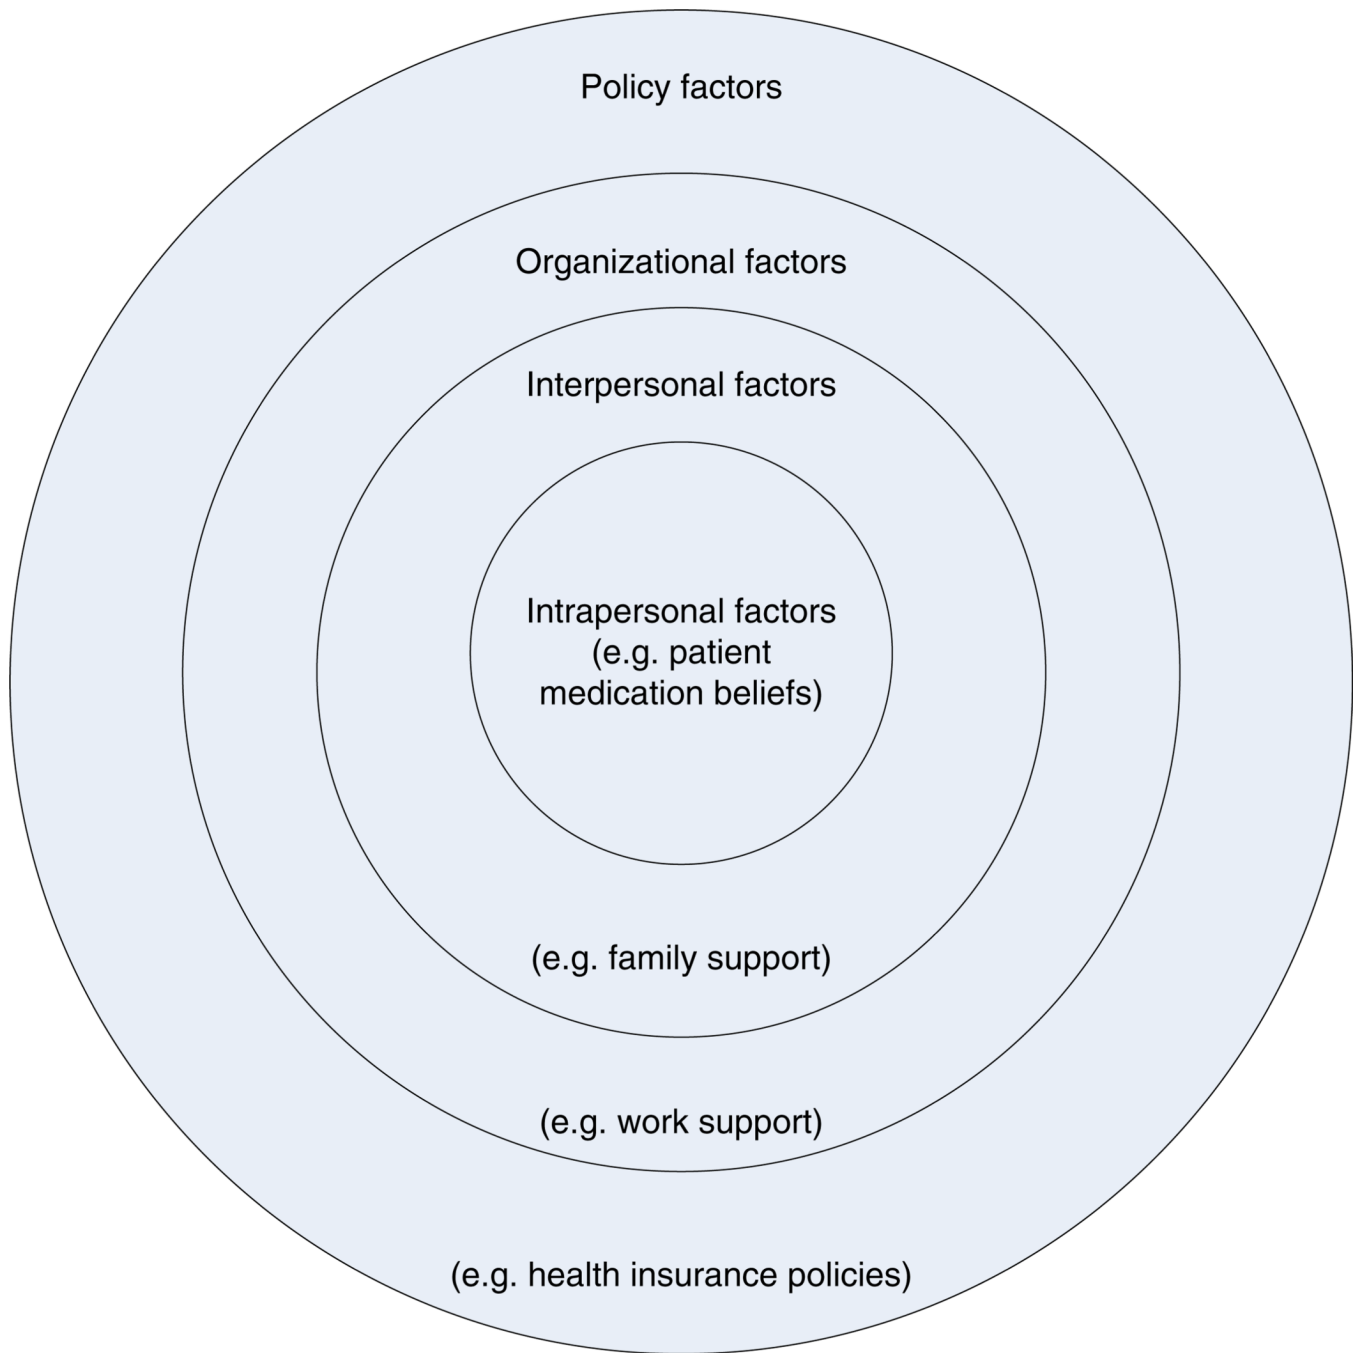 Policy factors
Organizational factors
Interpersonal factors
Intrapersonal factors
(e.g. patient
medication beliefs)
(e.g. family support)
(e.g. work support)
(e.g. health insurance policies)